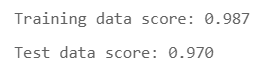 Training data score: 0.987
Test data score: 0.970